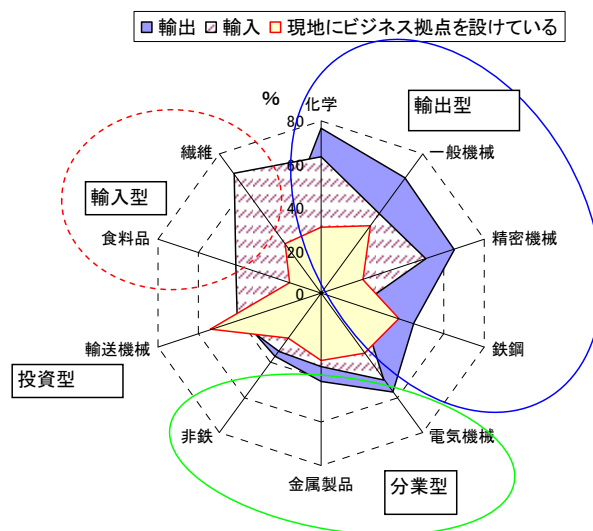 輸出 輸入 現地にビジネス拠点を設けている
%
化学
輸出型
80
一般機械
繊維
60
輸入型
40
精密機械
食料品
20
0
輸送機械
鉄鋼
投資型
非鉄
電気機械
金属製品
分業型